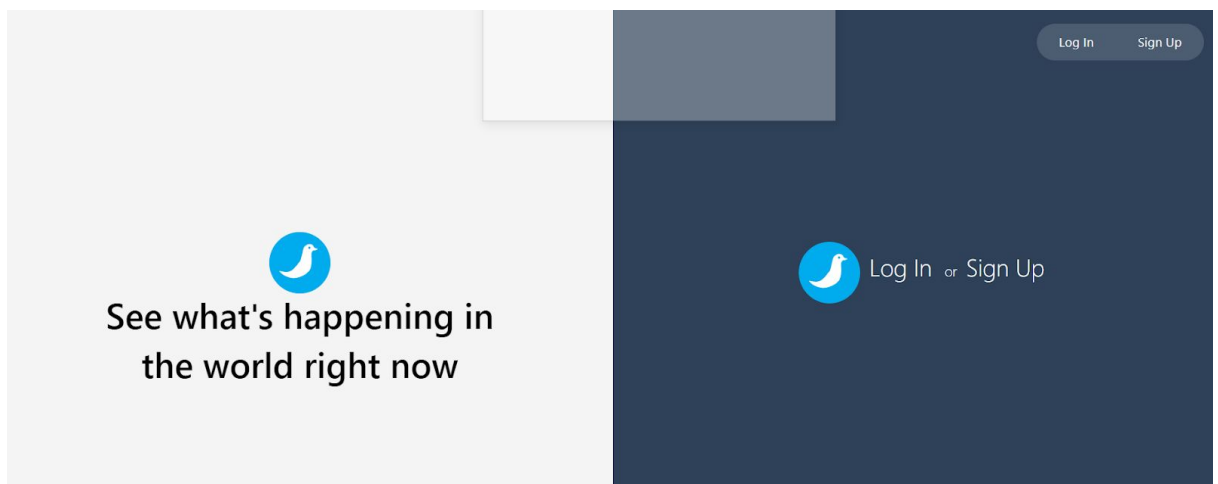 Log In Sign Up
See what's happening in
the world right now
Log In or Sign Up